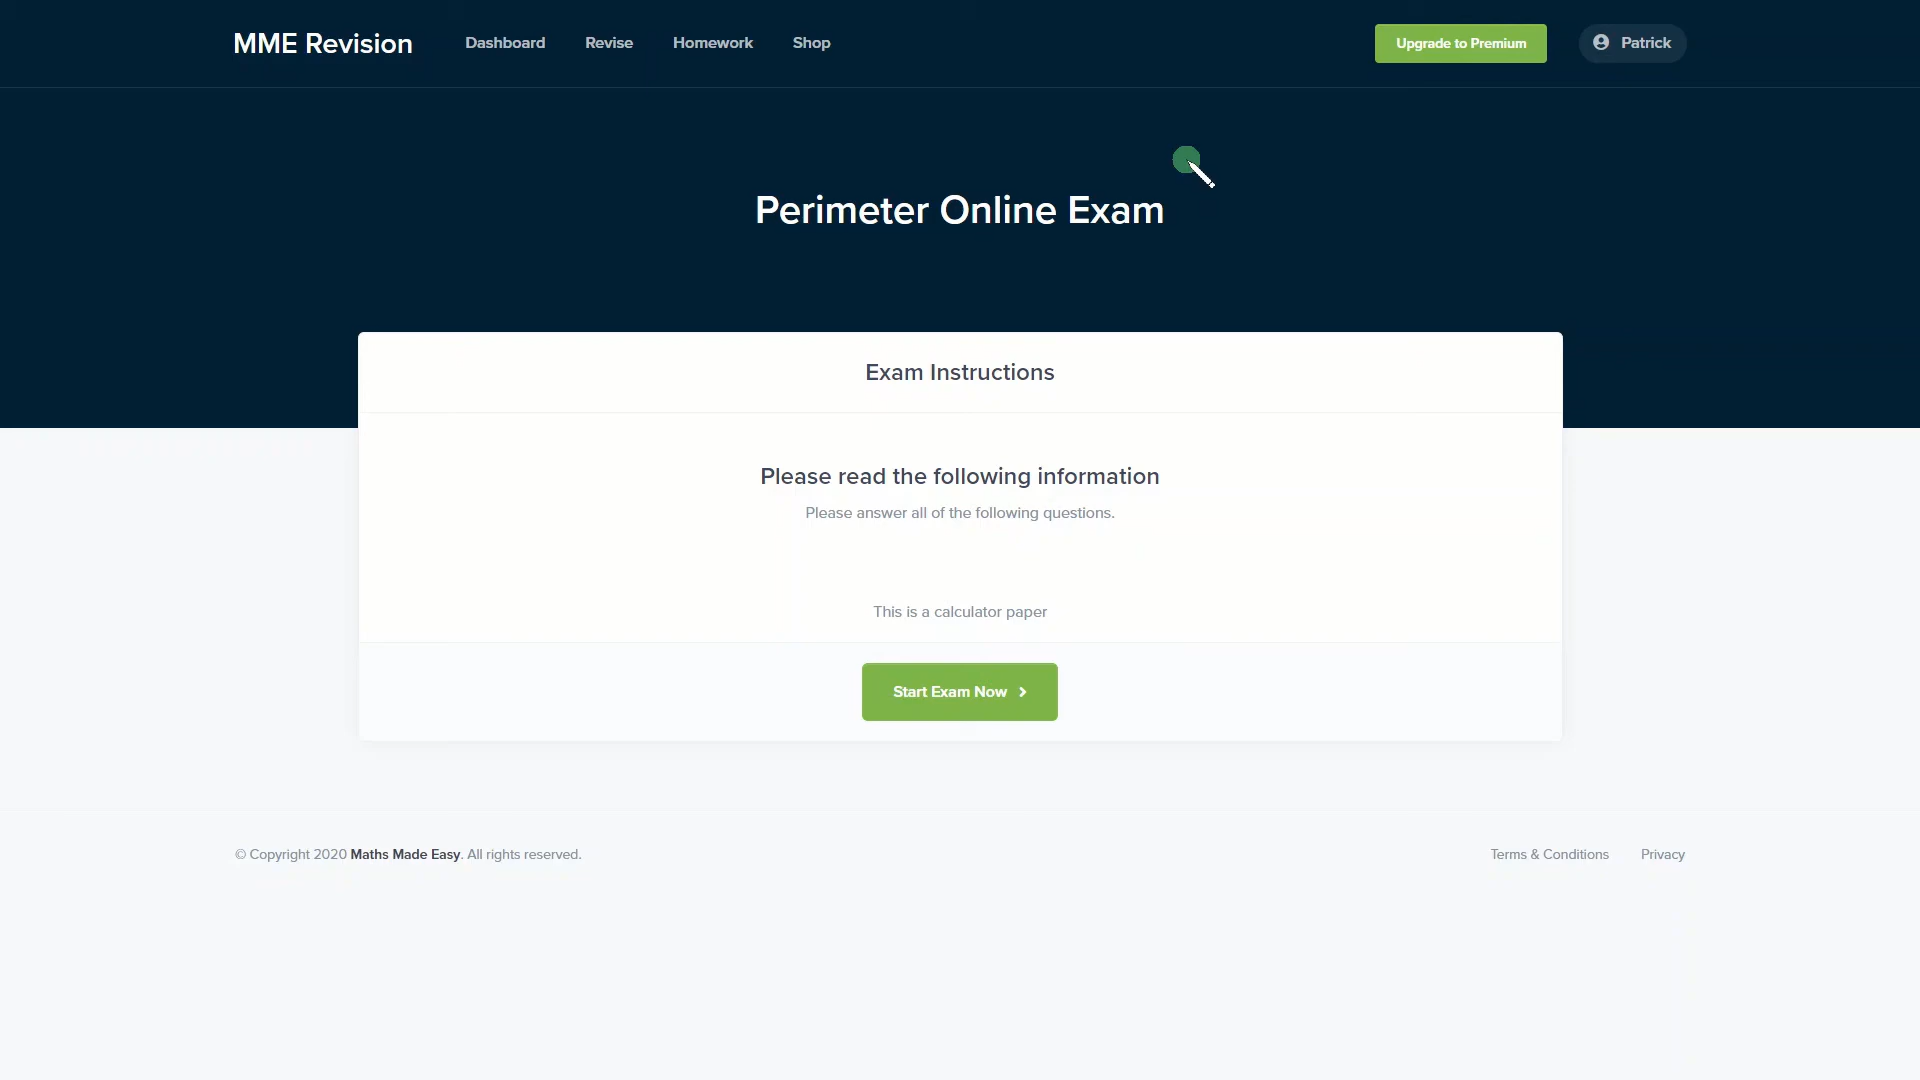 MME Revision
Dashboard
Revise
Homework
Shop
Upgrade to Premium
Patrick
Perimeter Online Exam
Exam Instructions
Please read the following information
Please answer all of the following questions.
This is a calculator paper
Start Exam Now
© Copyright 2020 Maths Made Easy. All rights reserved.
Terms & Conditions
Privacy